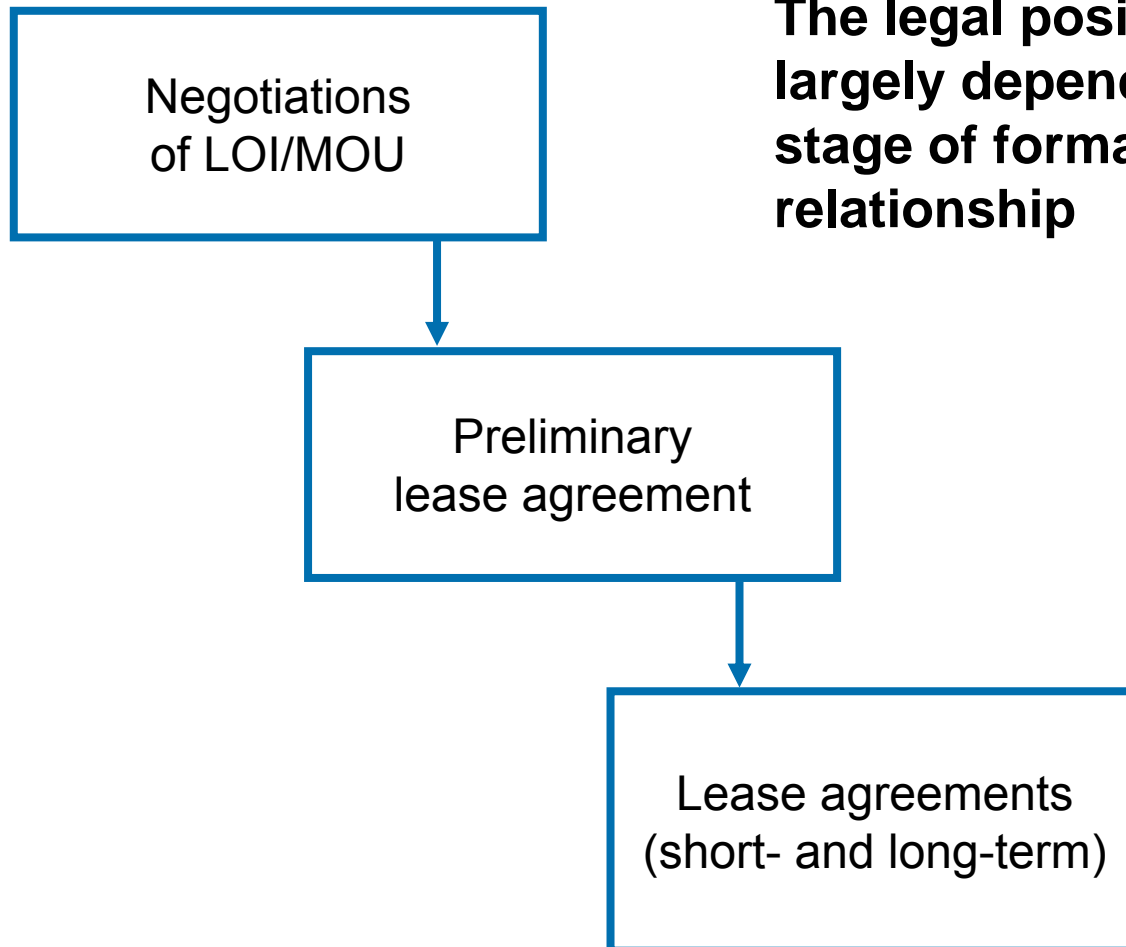 Negotiations
of LOI/MOU
The legal
largely
stage of
relationship
Preliminary
lease agreement
Lease agreements
(short- and long-term)